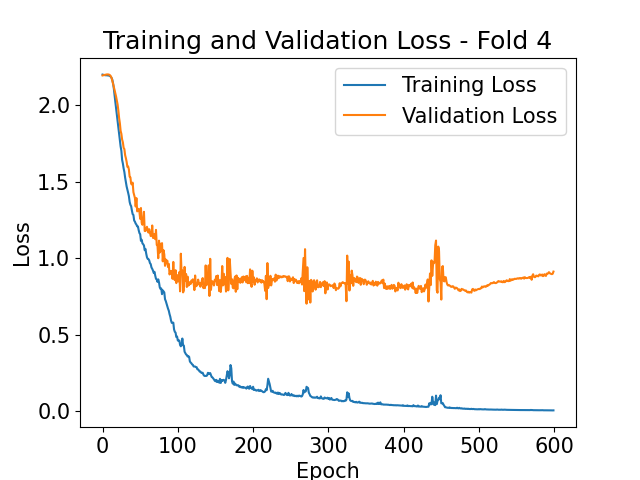 Training and Validation Loss - Fold 4
Training Loss
Validation Loss
Loss
2.0
1.5
1.0
0.5
0.0
0 100 200 300 400 500 600
Epoch